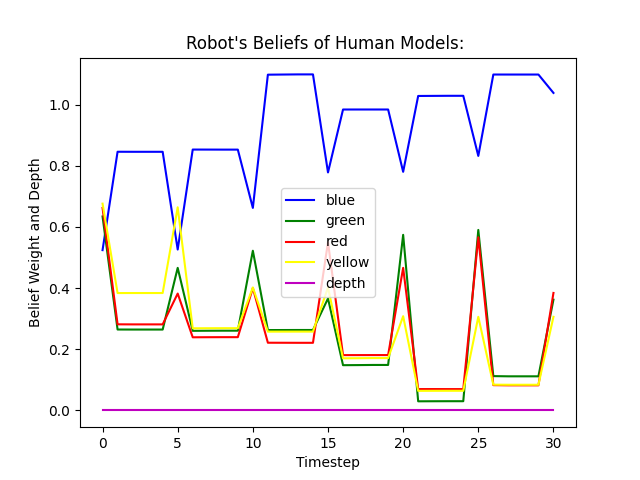 Robot's Beliefs of Human Models:
Belief Weight and Depth
1.0
0.8
0.6
0.4
0.2
0.0
blue
green
red
yellow
depth
0 5 10 15 20 25 30
Timestep